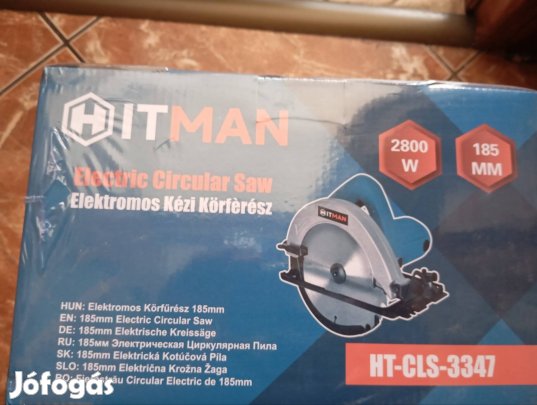 HITMAN
2800
W
185
MM
Electric Circular Saw
Elektromos Kézi Körfèrész
HITMAN
HUN: Elektromos Körfűrész 185mm
EN: 185mm Electric Circular Saw
DE: 185mm Elektrische Kreissäge
RU: 185мм Электрическая Циркулярная Пила
SK: 185mm Elektrická Kotúčová Píla
SLO: 185mm Električna Krožna Žaga
Circular Electric de 185mm
HT-CLS-3347
Jófogás